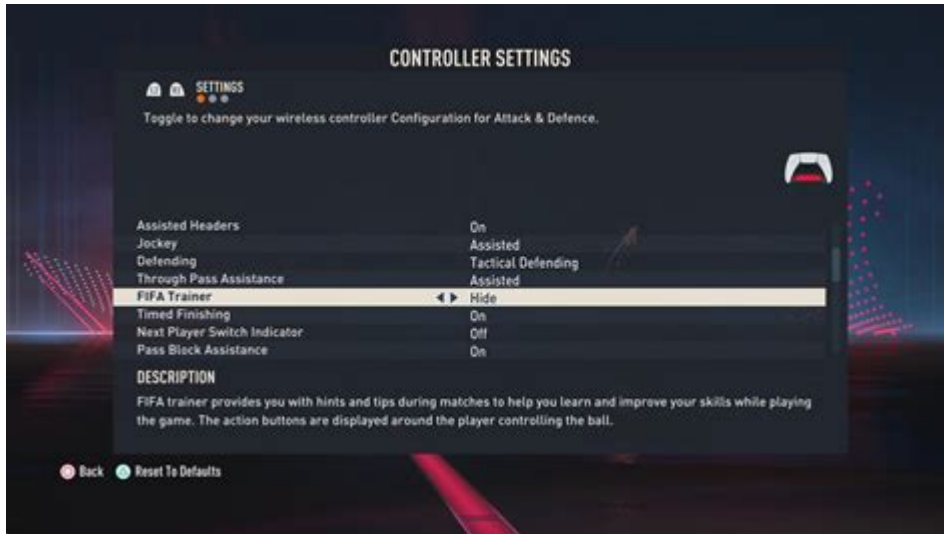 CONTROLLER SETTINGS
SETTINGS
Toggle to change your wireless controller Configuration for Attack & Defence.
Assisted Headers On
Jockey Assisted
Defending Tactical Defending
Through Pass Assistance Assisted
FIFA Trainer Hide
Timed Finishing On
Next Player Switch Indicator Off
Pass Block Assistance On
DESCRIPTION
FIFA trainer provides you with hints and tips during matches to help you learn and improve your skills while playing
the game. The action buttons are displayed around the player controlling the ball.
Back Reset To Defaults